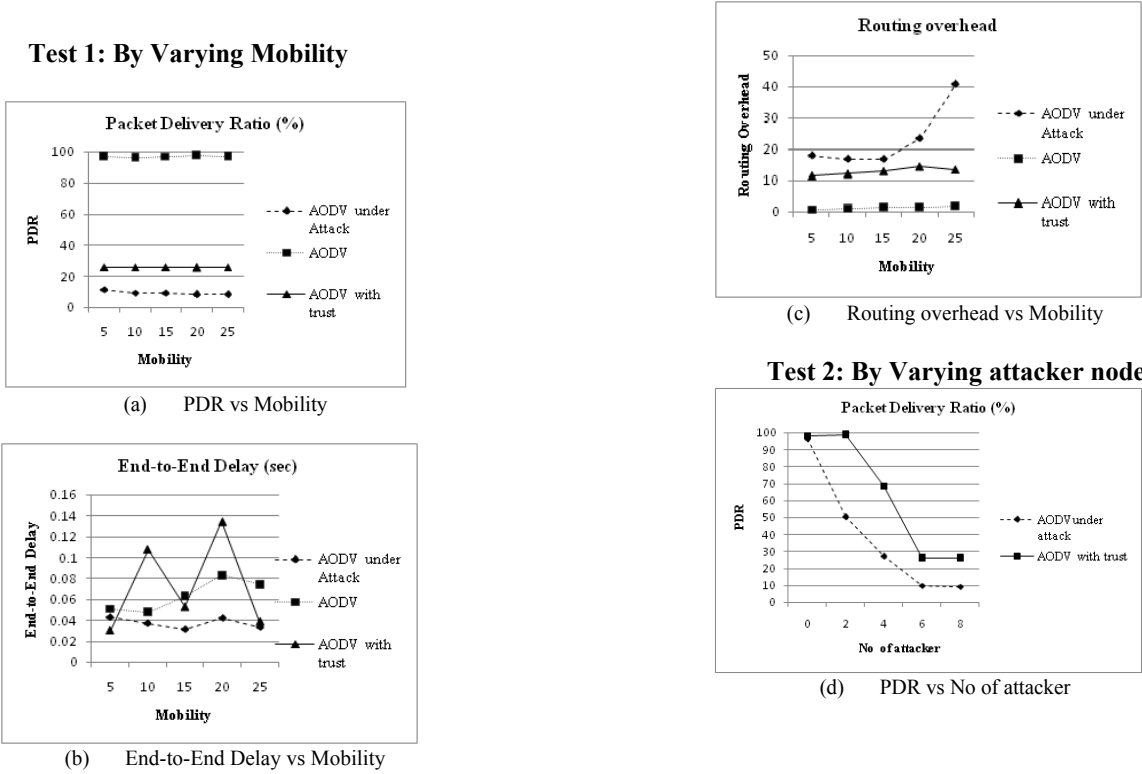 Test 1: By Varying Mobility
Packet Delivery Ratio (%)
100
80
60
40
20
0
PDR
5 10 15 20 25
Mobility
AODV under
Attack
AODV
AODV with
trust
(a) PDR vs Mobility
End-to-End Delay (sec)
0.16
0.14
0.12
0.1
0.08
0.06
0.04
0.02
0
End-to-End Delay
5 10 15 20 25
Mobility
AODV under
Attack
AODV
AODV with
trust
(b) End-to-End Delay vs Mobility
Routing overhead
50
40
30
20
10
0
Routing Overhead
5 10 15 20 25
Mobility
AODV under
Attack
AODV
AODV with
trust
(c) Routing overhead vs Mobility
Test 2: By Varying attacker node
Packet Delivery Ratio (%)
100
90
80
70
60
50
40
30
20
10
0
PDR
0 2 4 6 8
No of attacker
AODVunder
attack
AODV with trust
(d) PDR vs No of attacker